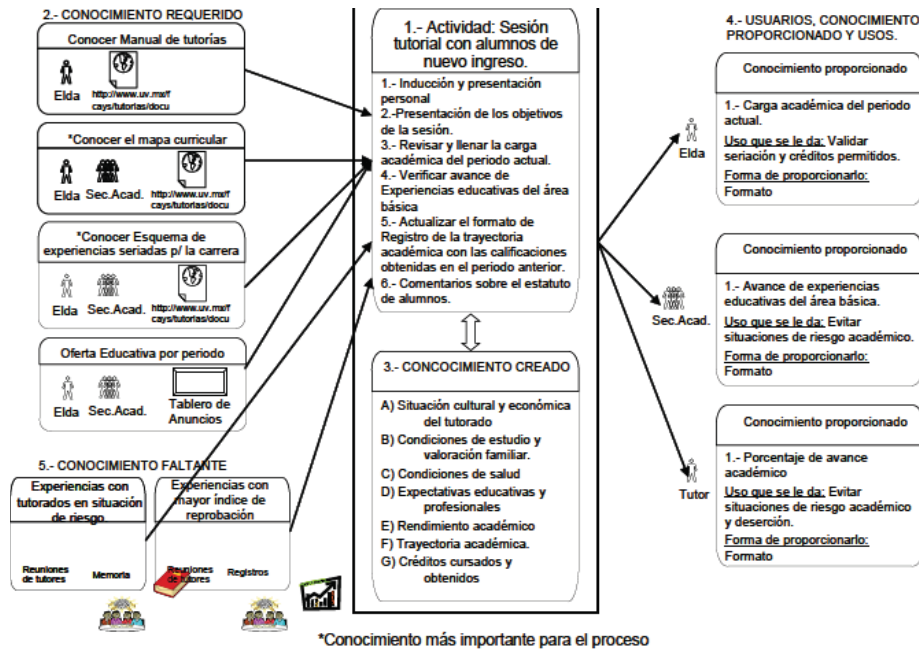 2.- CONOCIMIENTO REQUERIDO
Conocer Manual de tutorías
Elda
http://www.uv.mx/f
cays/tutorias/docu
*Conocer el mapa curricular
Elda
Sec.Acad.
http://www.uv.mx/f
cays/tutorias/docu
*Conocer Esquema de
experiencias seriadas p/ la carrera
Elda
Sec.Acad.
http://www.uv.mx/f
cays/tutorias/docu
Oferta Educativa por periodo
Elda
Sec.Acad.
Tablero de
Anuncios
5.- CONOCIMIENTO FALTANTE
Experiencias con
tutorados en situación
de riesgo
Reuniones
de tutores
Memoria
Experiencias con
mayor índice de
reprobación
Reuniones
de tutores
Registros
1.- Actividad: Sesión
tutorial con alumnos de
nuevo ingreso.
1.- Inducción y presentación
personal
2.-Presentación de los objetivos
de la sesión.
3.- Revisar y llenar la carga
académica del periodo actual.
4.- Verificar avance de
Experiencias educativas del área
básica
5.- Actualizar el formato de
Registro de la trayectoria
académica con las calificaciones
obtenidas en el periodo anterior.
6.- Comentarios sobre el estatuto
de alumnos.
3.- CONCOCIMIENTO CREADO
A) Situación cultural y económica
del tutorado
B) Condiciones de estudio y
valoración familiar.
C) Condiciones de salud
D) Expectativas educativas y
profesionales
E) Rendimiento académico
F) Trayectoria académica.
G) Créditos cursados y
obtenidos
4.- USUARIOS, CONOCIMIENTO
PROPORCIONADO Y USOS.
Elda
Conocimiento proporcionado
1.- Carga académica del periodo
actual.
Uso que se le da: Validar
seriación y créditos permitidos.
Forma de proporcionarlo:
Formato
Sec.Acad.
Conocimiento proporcionado
1.- Avance de experiencias
educativas del área básica.
Uso que se le da: Evitar
situaciones de riesgo académico.
Forma de proporcionarlo:
Formato
Tutor
Conocimiento proporcionado
1.- Porcentaje de avance
académico
Uso que se le da: Evitar
situaciones de riesgo académico
y deserción.
Forma de proporcionarlo:
Formato
*Conocimiento más importante para el proceso